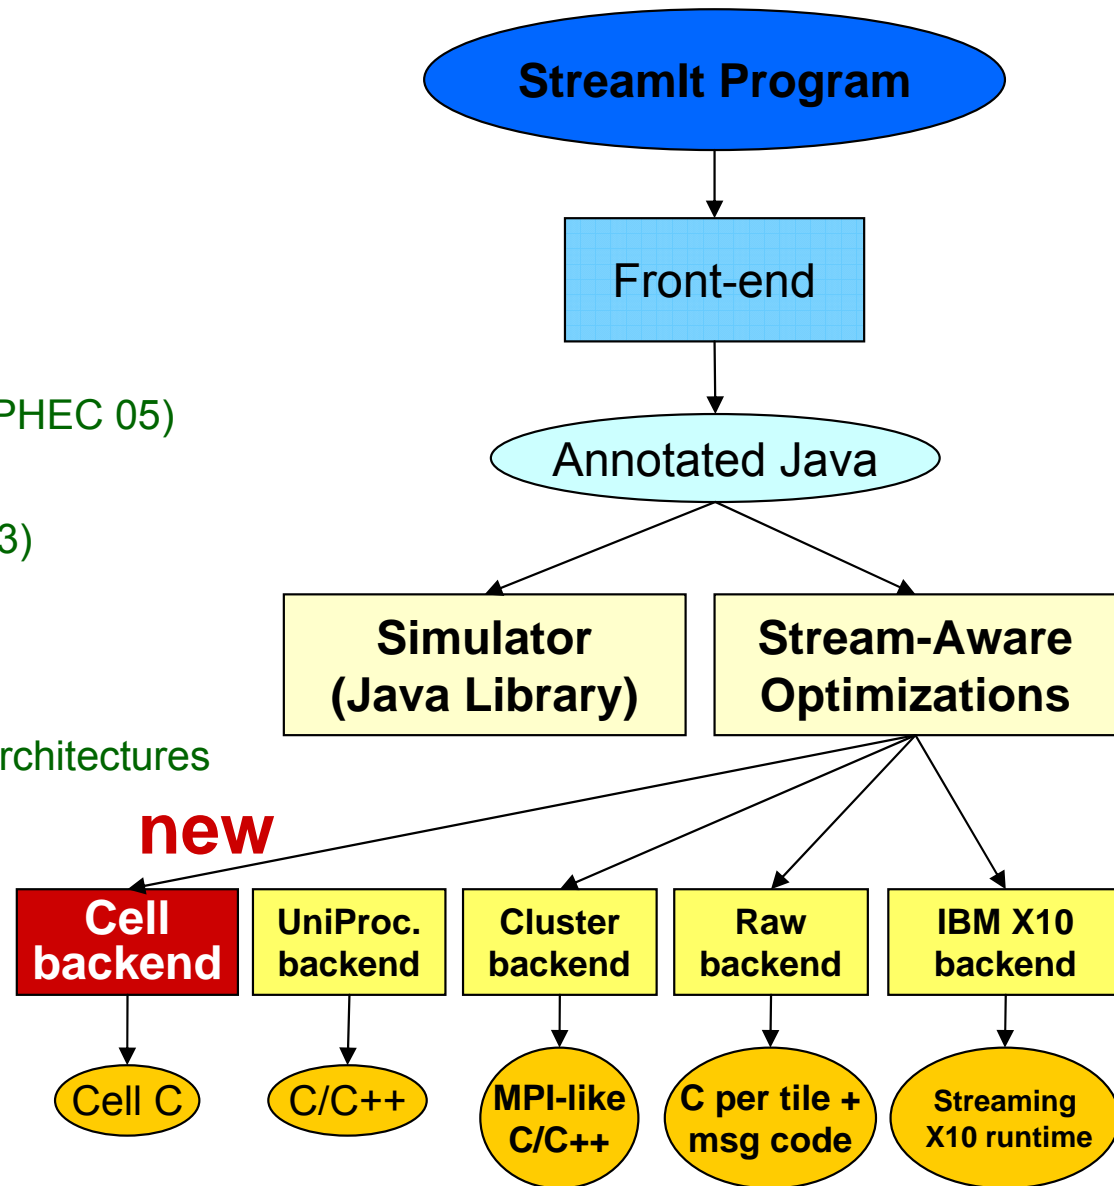 StreamIt Program
Front-end
PHEC 05)
Annotated Java
3)
Simulator
(Java Library)
Stream-Aware
Optimizations
rchitectures
new
Cell
backend
UniProc.
backend
Cluster
backend
Raw
backend
IBM X10
backend
Cell C
C/C++
MPI-like
C/C++
C per tile +
msg code
Streaming
X10 runtime